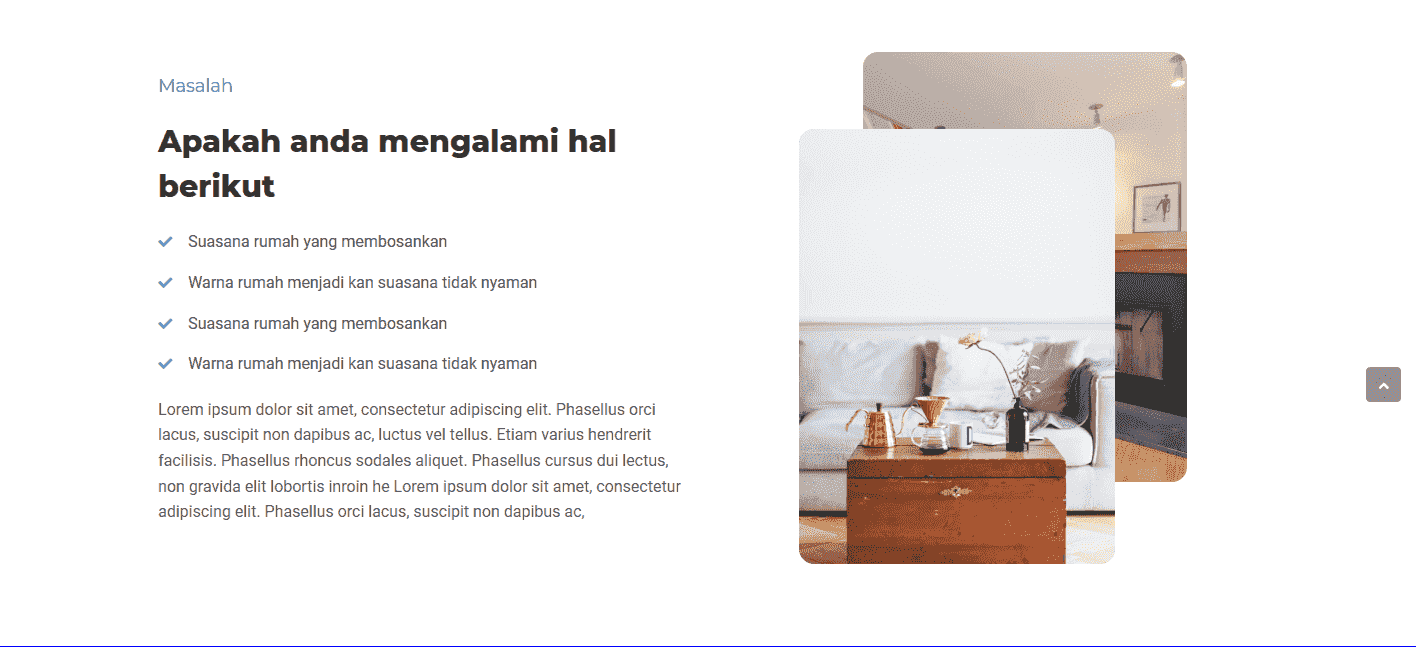 Masalah
Apakah anda mengalami hal
berikut
Suasana rumah yang membosankan
Warna rumah menjadi kan suasana tidak nyaman
Suasana rumah yang membosankan
Warna rumah menjadi kan suasana tidak nyaman
Lorem ipsum dolor sit amet, consectetur adipiscing elit. Phasellus orci
lacus, suscipit non dapibus ac, luctus vel tellus. Etiam varius hendrerit
facilisis. Phasellus rhoncus sodales aliquet. Phasellus cursus dui lectus,
non gravida elit lobortis inroin he Lorem ipsum dolor sit amet, consectetur
adipiscing elit. Phasellus orci lacus, suscipit non dapibus ac,